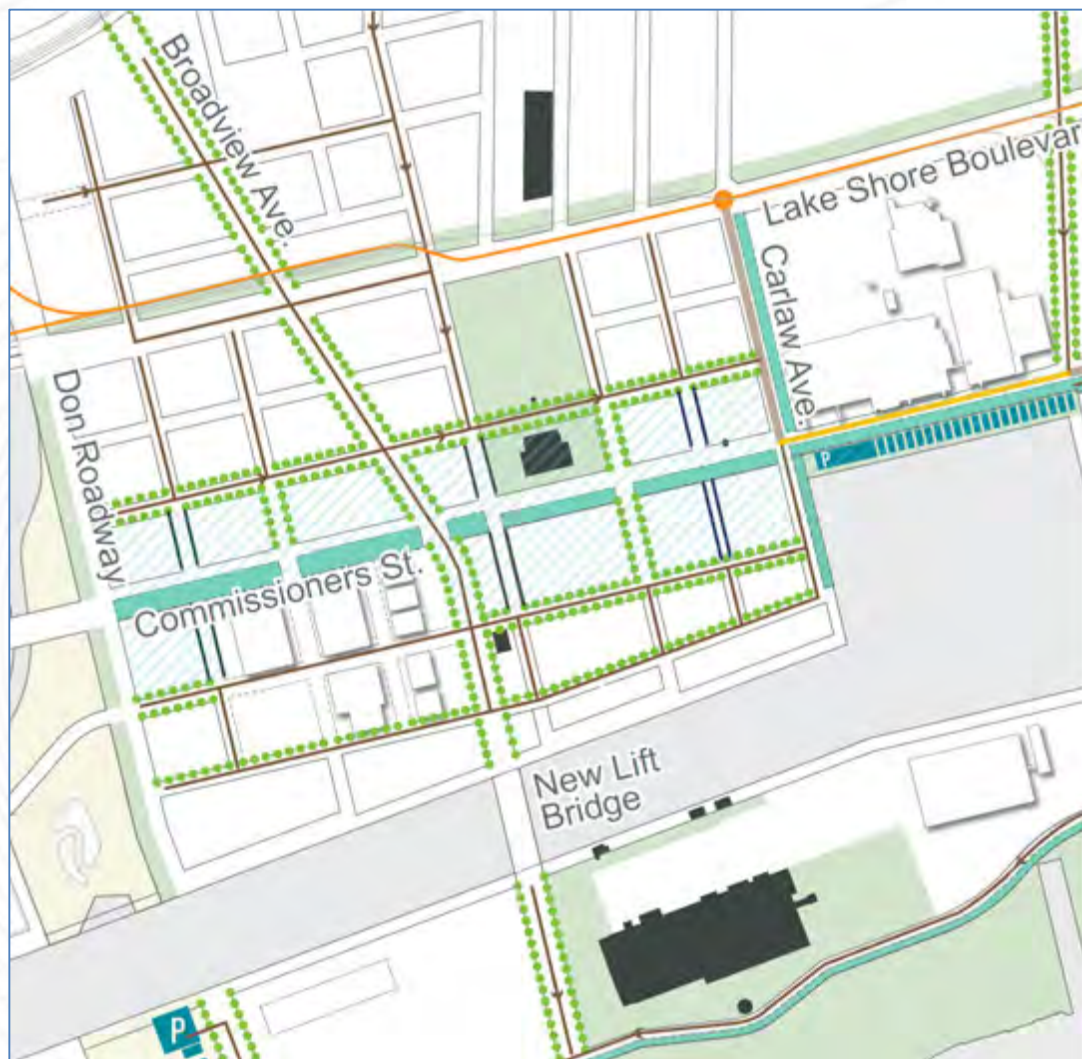 Broadview Ave.
Lake Shore Boulevar
Carlaw Ave.
Don Roadway
P
Commissioners St.
New Lift
Bridge
P